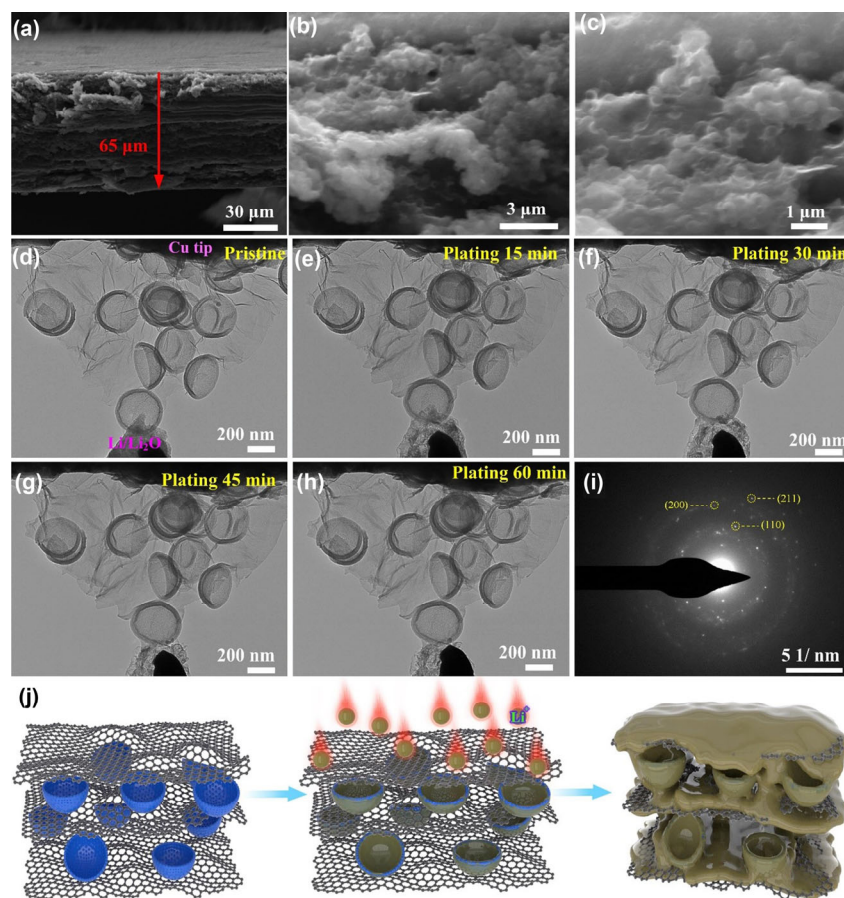 (a)
65 μm
30 μm
(b)
3 μm
(c)
1 μm
(d)
Cu tip
Pristine
Li/Li₂O
200 nm
(e)
Plating 15 min
200 nm
(f)
Plating 30 min
200 nm
(g)
Plating 45 min
200 nm
(h)
Plating 60 min
200 nm
(i)
(200)
(211)
(110)
5 1/ nm
(j)
Li⁺